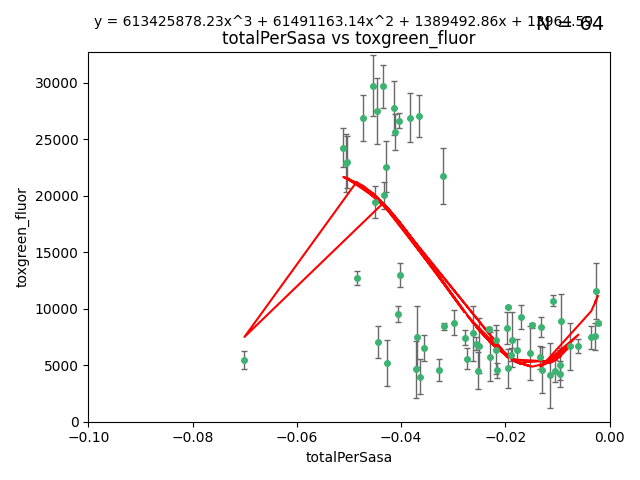 y = 613425878.23x^3 + 61491163.14x^2 + 1389492.86x + 13964.59
N = 64
totalPerSasa vs toxgreen_fluor
30000
25000
20000
15000
10000
5000
0
toxgreen_fluor
−0.10 −0.08 −0.06 −0.04 −0.02 0.00
totalPerSasa